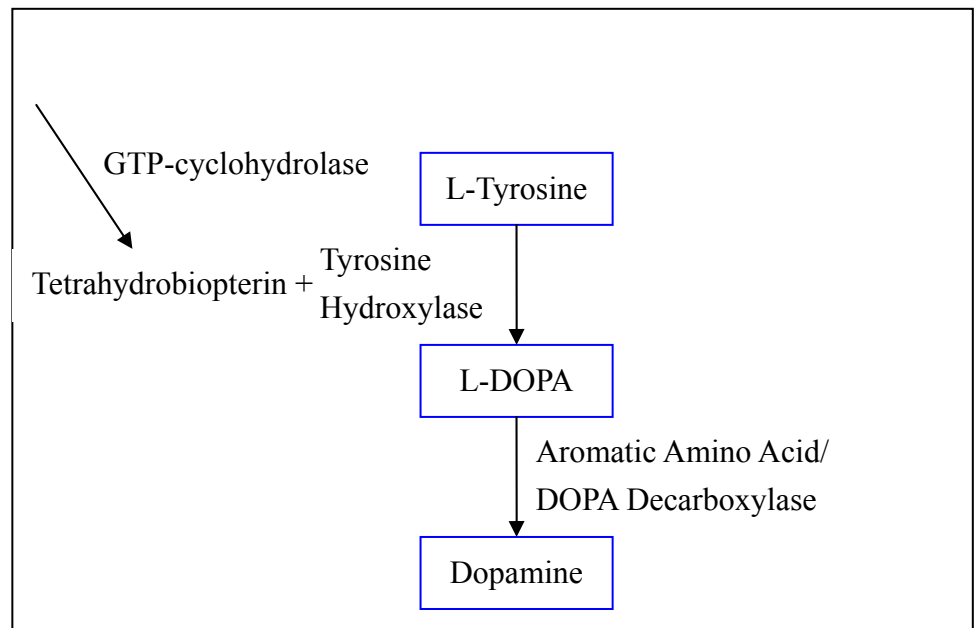 GTP-cyclohydrolase
L-Tyrosine
Tetrahydrobiopterin +
Tyrosine
Hydroxylase
L-DOPA
Aromatic Amino Acid/
DOPA Decarboxylase
Dopamine